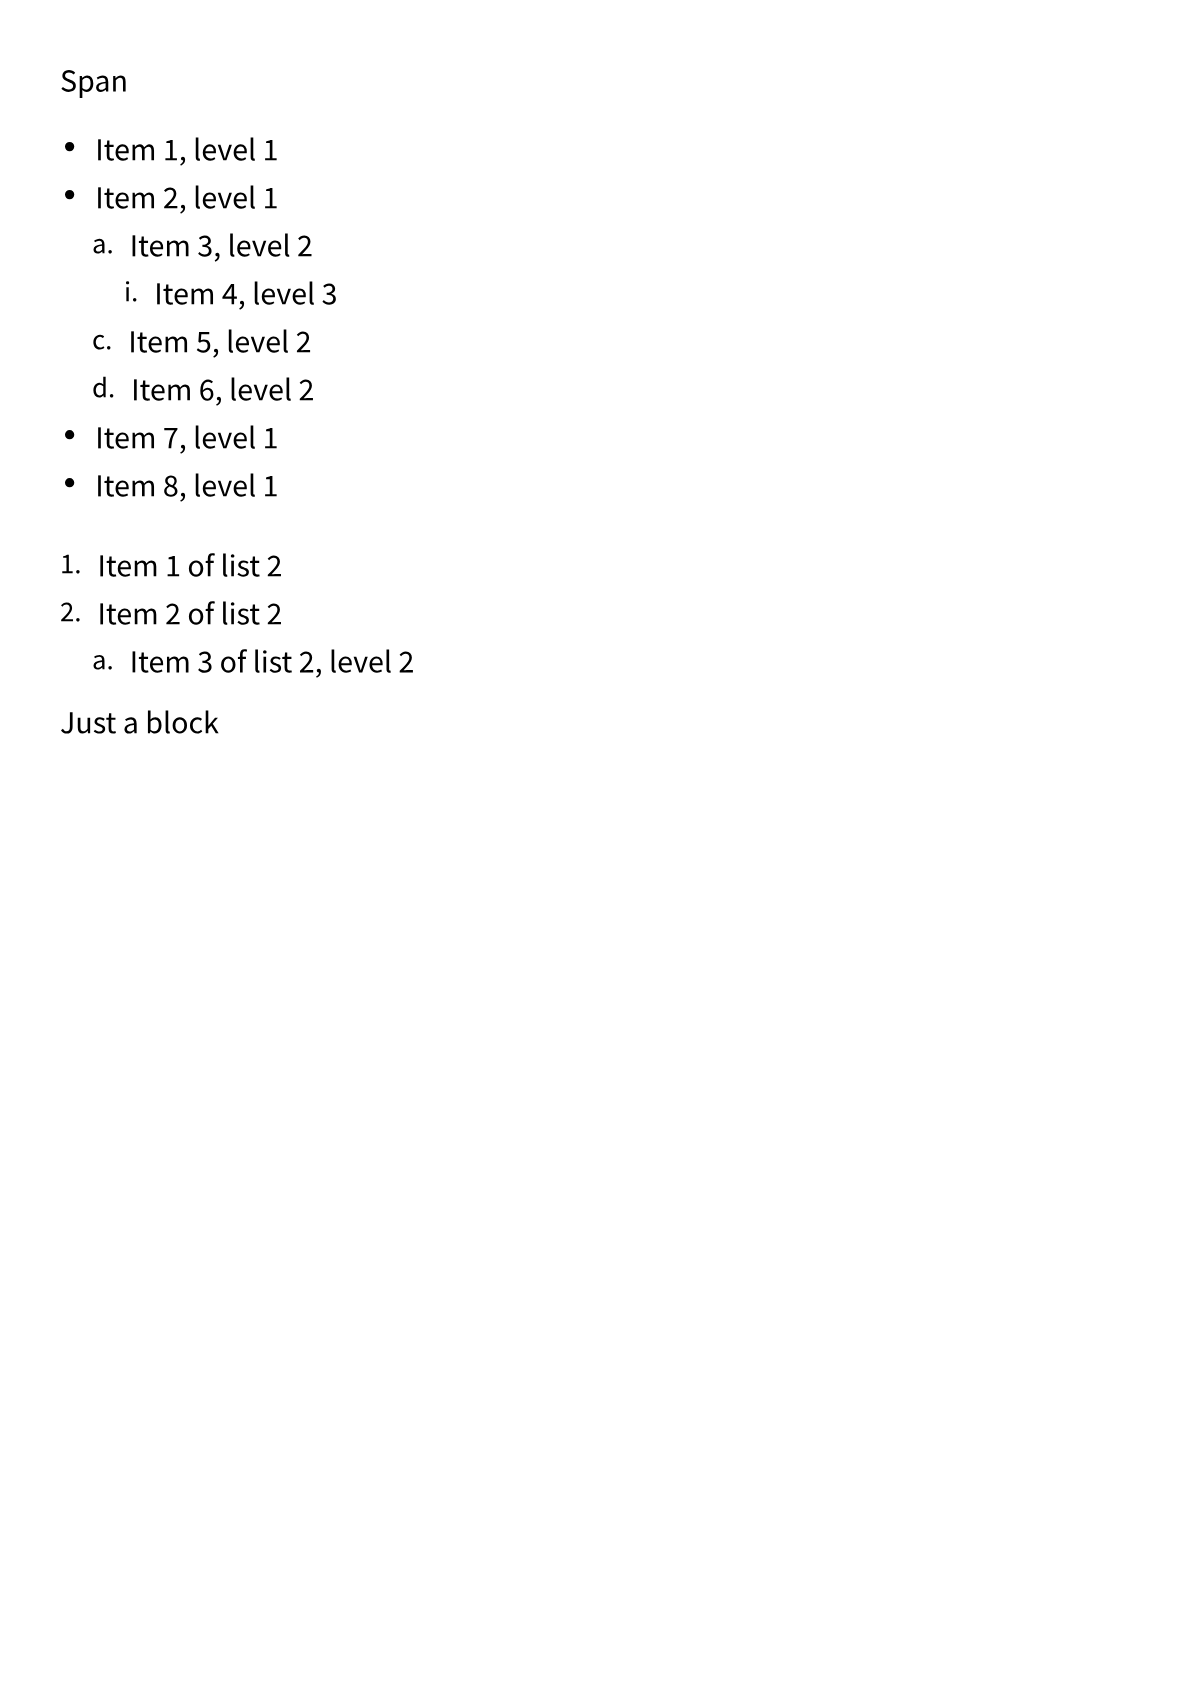 Span
• Item 1, level 1
• Item 2, level 1
a. Item 3, level 2
i. Item 4, level 3
c. Item 5, level 2
d. Item 6, level 2
• Item 7, level 1
• Item 8, level 1
1. Item 1 of list 2
2. Item 2 of list 2
a. Item 3 of list 2, level 2
Just a block